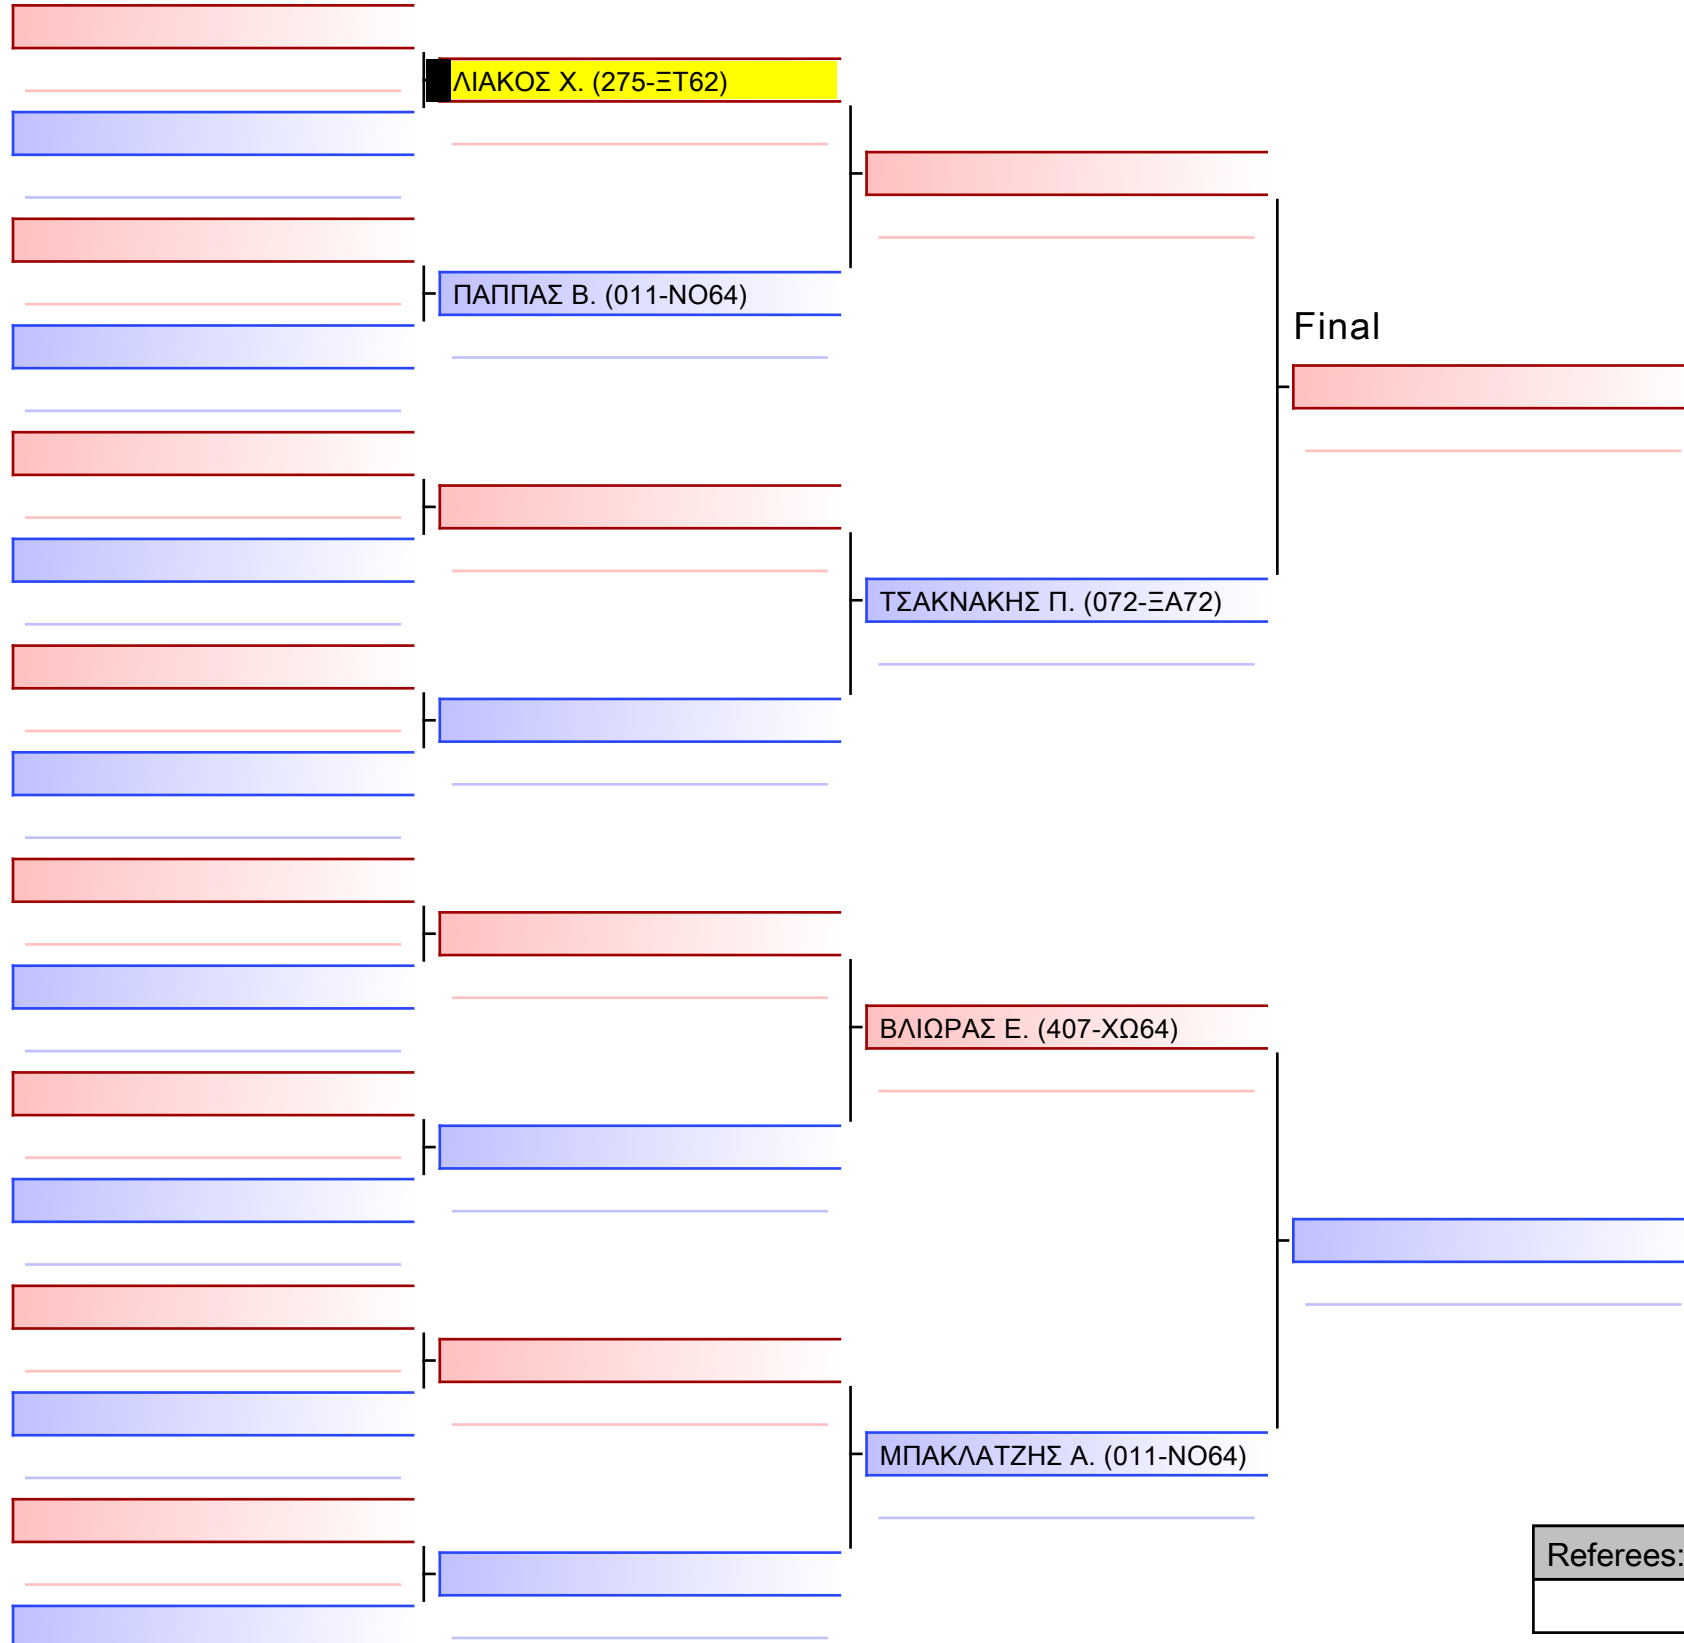 ΛΙΑΚΟΣ Χ. (275-ΞΤ62)
ΠΑΠΠΑΣ Β. (011-ΝΟ64)
Final
ΤΣΑΚΝΑΚΗΣ Π. (072-ΞΑ72)
ΒΛΙΩΡΑΣ Ε. (407-ΧΩ64)
ΜΠΑΚΛΑΤΖΗΣ Α. (011-ΝΟ64)
Referees: